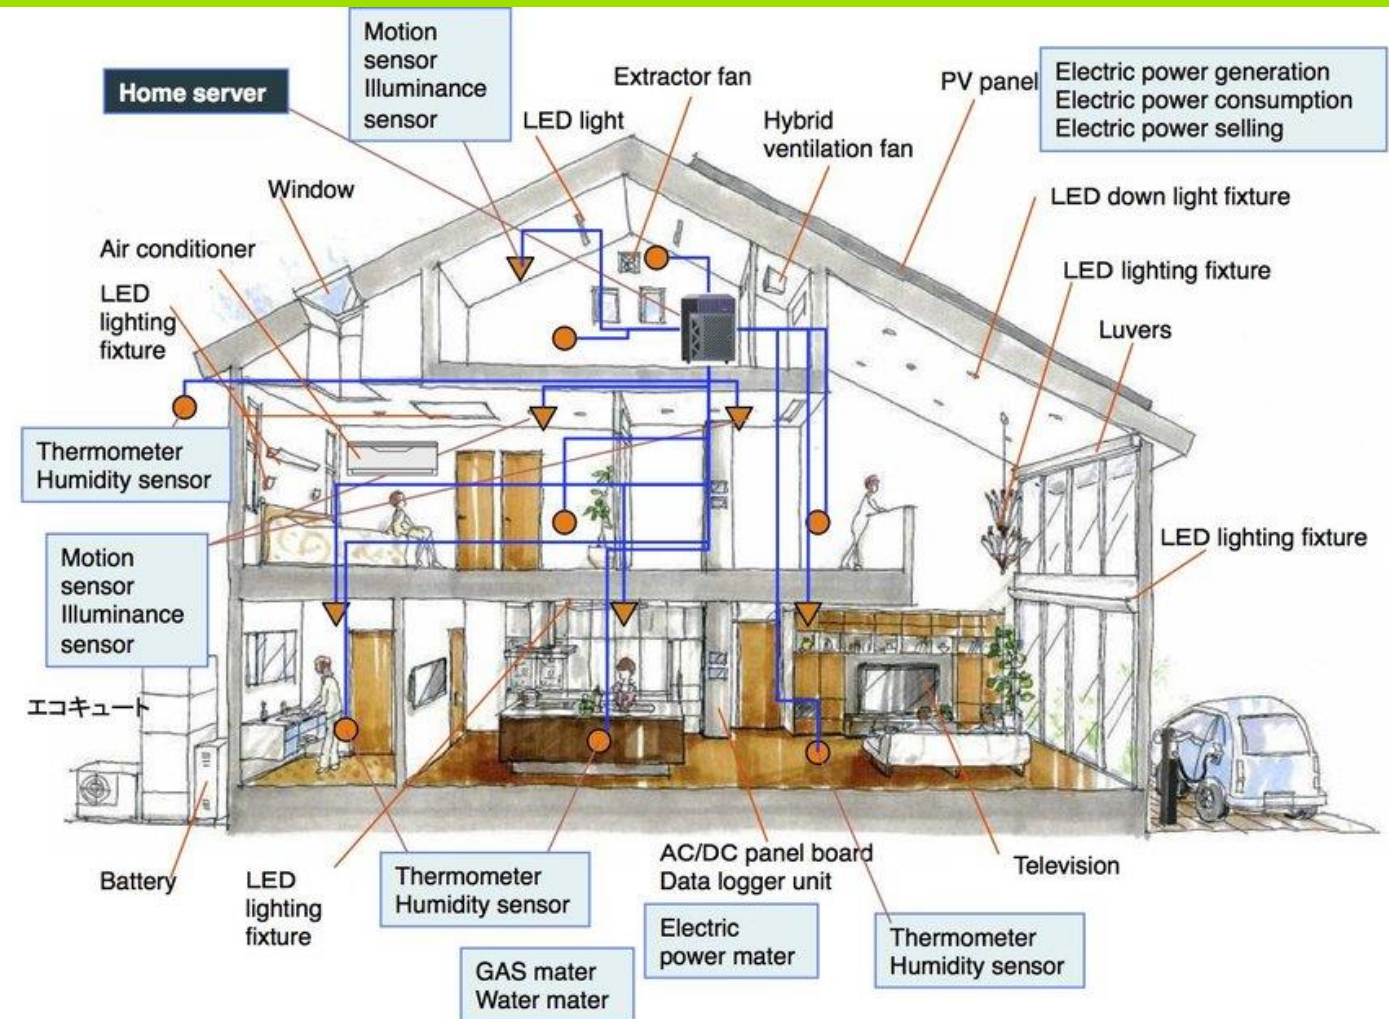 Motion
sensor
Illuminance
sensor
Home server
Extractor fan
LED light
Hybrid
ventilation fan
PV panel
Electric power generation
Electric power consumption
Electric power selling
Window
LED down light fixture
Air conditioner
LED
lighting
fixture
LED lighting fixture
Luvers
Thermometer
Humidity sensor
Motion
sensor
Illuminance
sensor
LED lighting fixture
エコキュート
Battery
LED
lighting
fixture
Thermometer
Humidity sensor
AC/DC panel board
Data logger unit
Television
Electric
power mater
Thermometer
Humidity sensor
GAS mater
Water mater